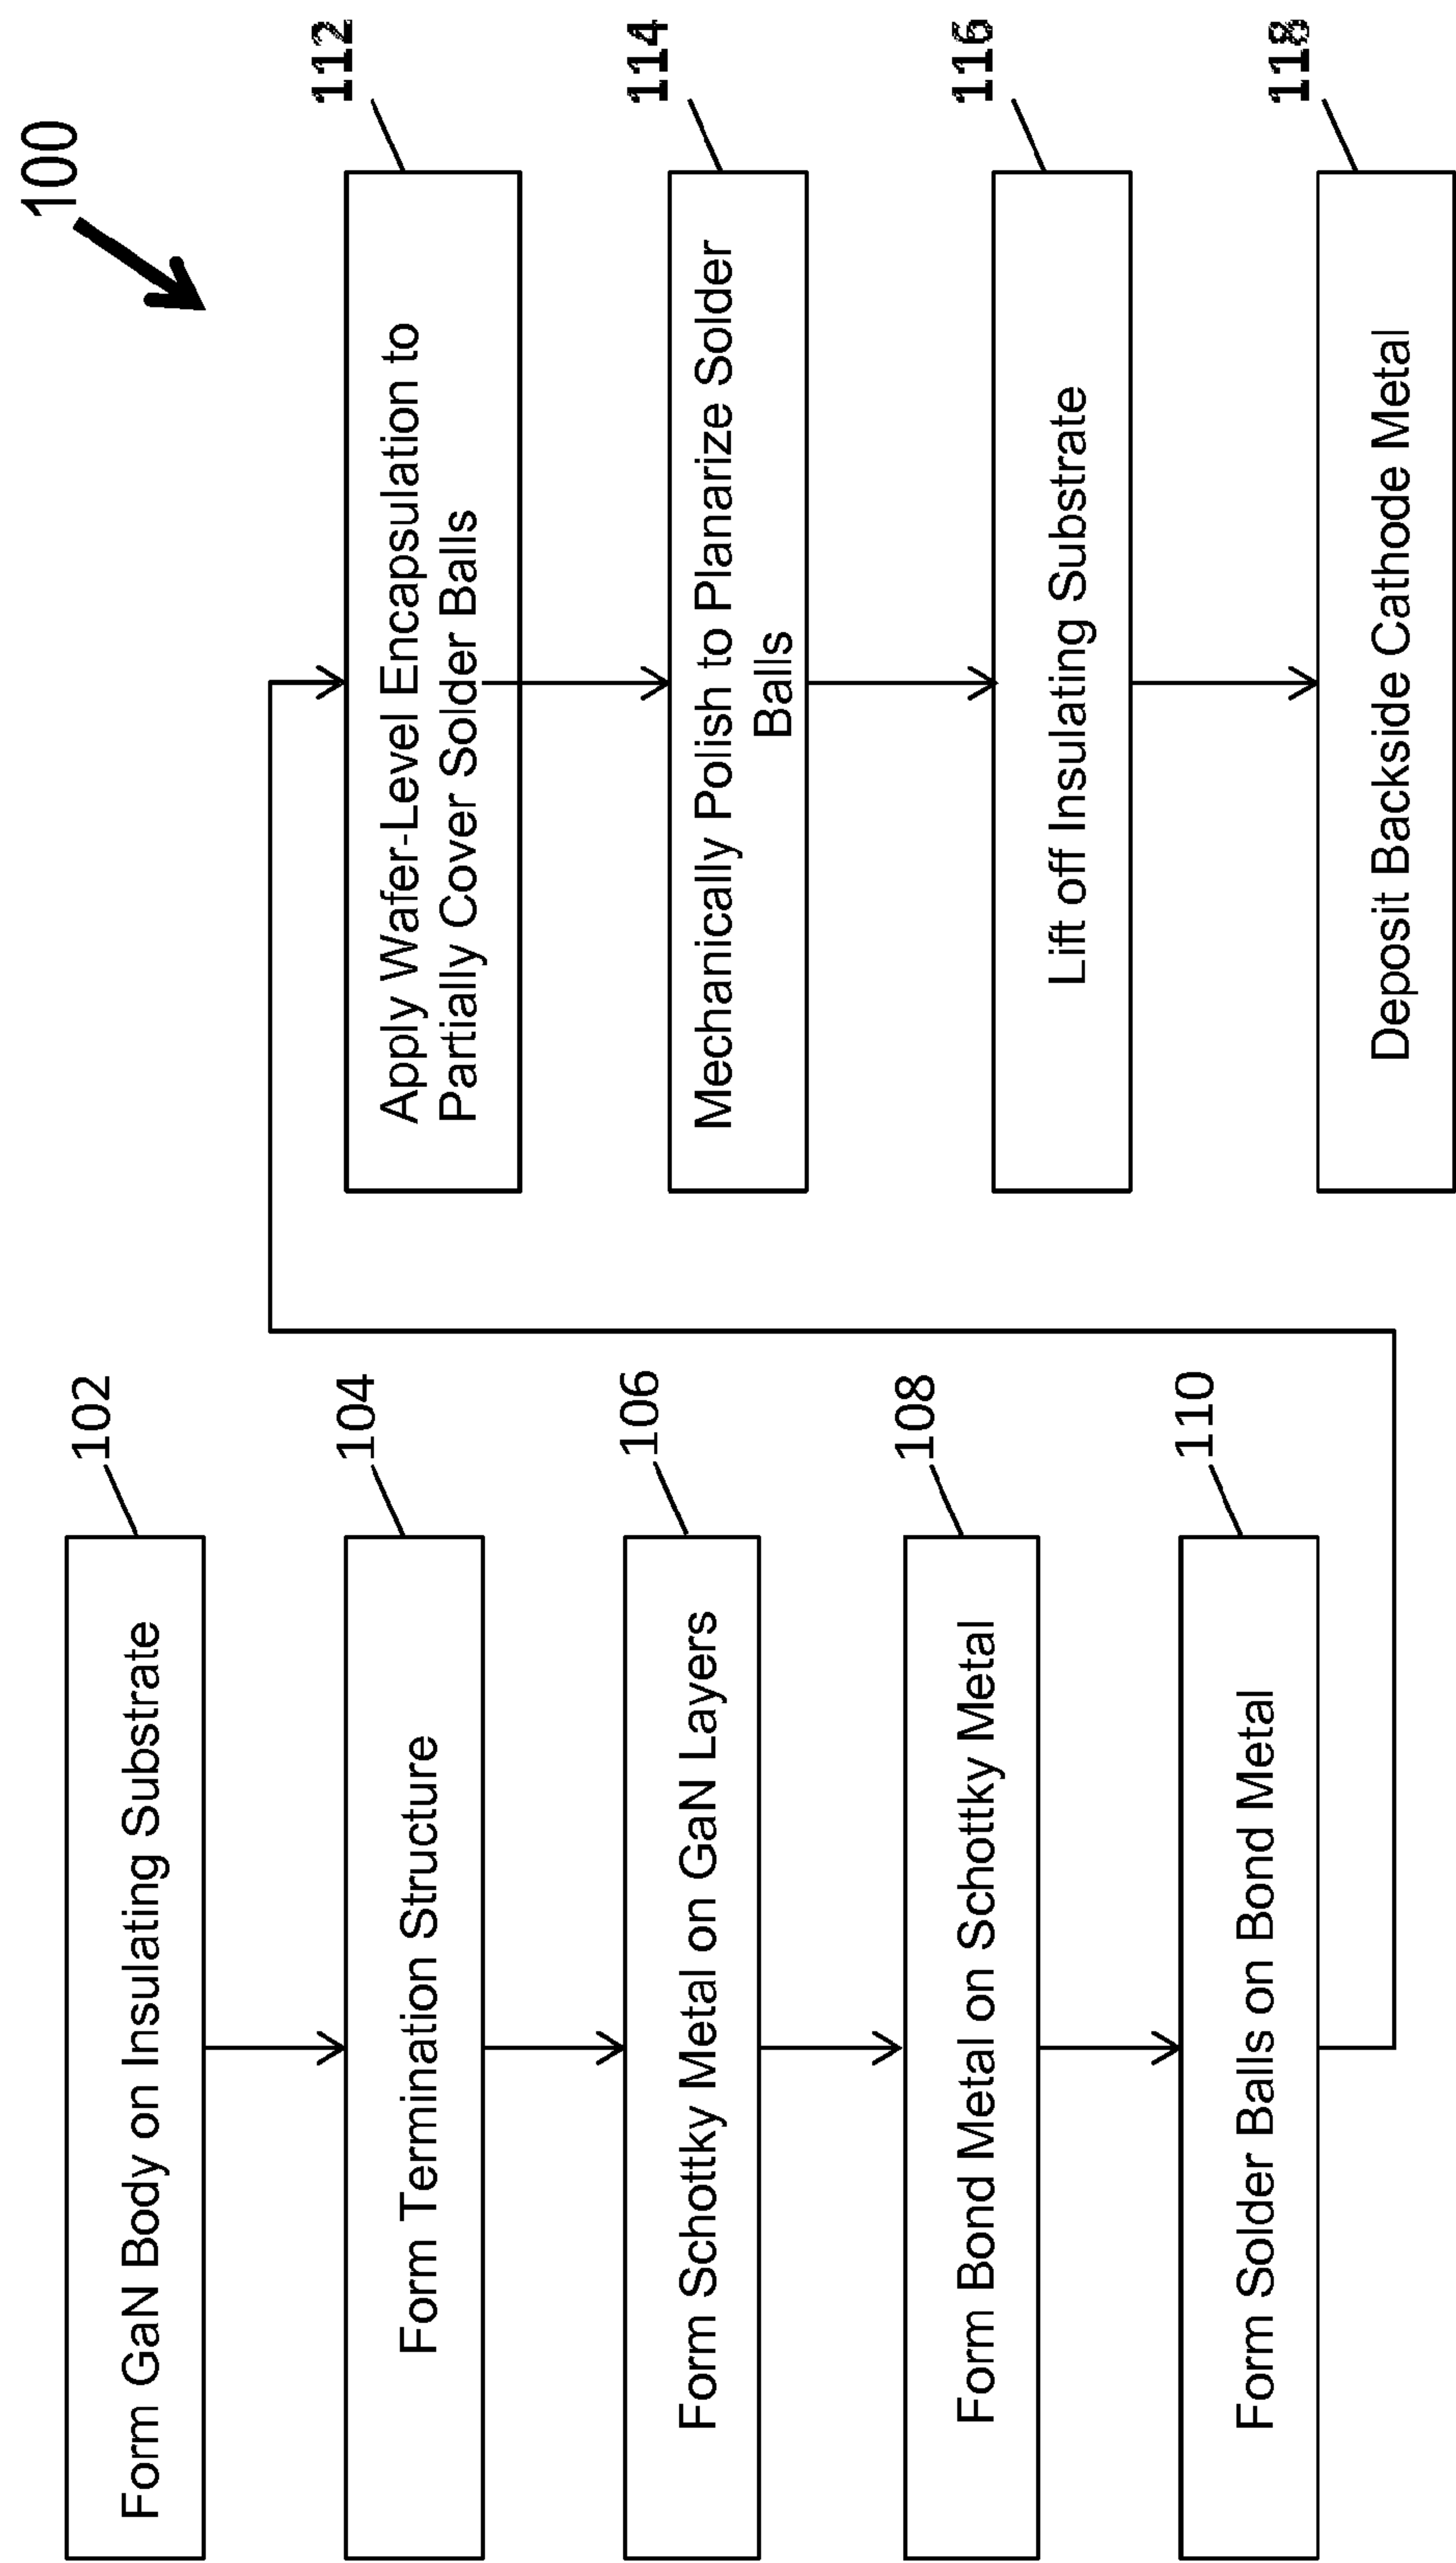 100
Form GaN Body on Insulating Substrate
102
Form Termination Structure
104
Form Schottky Metal on GaN Layers
106
Form Bond Metal on Schottky Metal
108
Form Solder Balls on Bond Metal
110
Apply Wafer-Level Encapsulation to
Partially Cover Solder Balls
112
Mechanically Polish to Planarize Solder
Balls
114
Lift off Insulating Substrate
116
Deposit Backside Cathode Metal
118